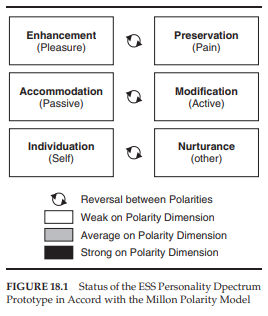 Enhancement
(Pleasure)
Preservation
(Pain)
Accommodation
(Passive)
Modification
(Active)
Individuation
(Self)
Nurturance
(other)
Reversal between Polarities
Weak on Polarity Dimension
Average on Polarity Dimension
Strong on Polarity Dimension
FIGURE 18.1 Status of the ESS Personality Dpectrum
Prototype in Accord with the Millon Polarity Model